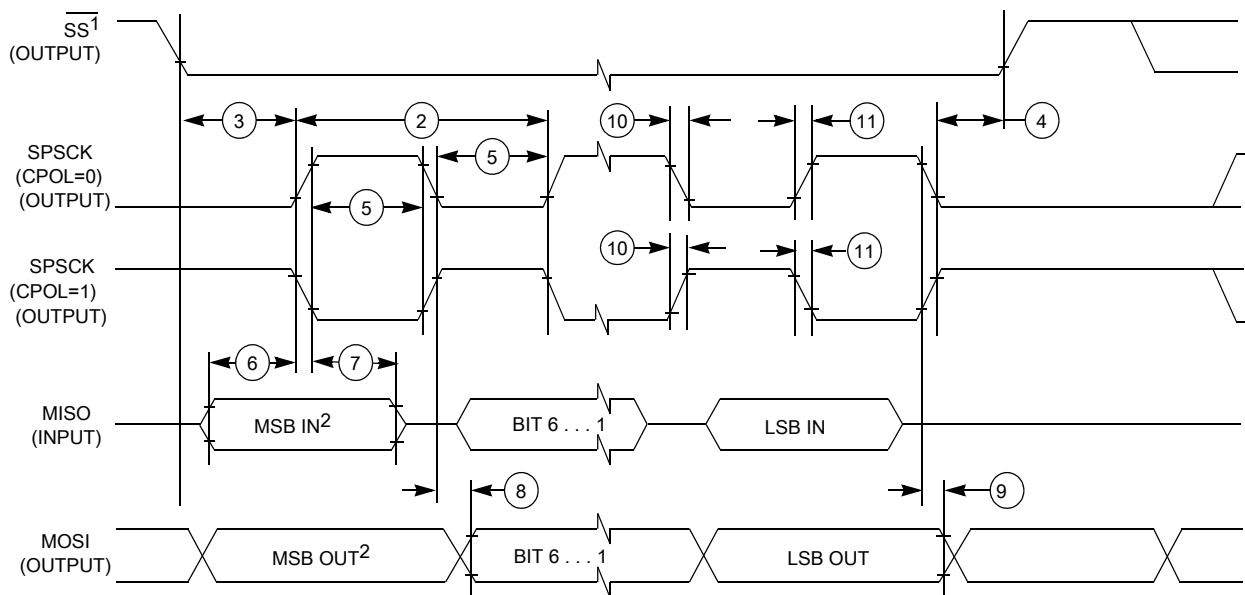 SS¹
(OUTPUT)
3
2
10
11
4
SPSCK
(CPOL=0)
(OUTPUT)
5
5
10
11
SPSCK
(CPOL=1)
(OUTPUT)
6
7
MISO
(INPUT)
MSB IN²
BIT 6 . . . 1
LSB IN
8
9
MOSI
(OUTPUT)
MSB OUT²
BIT 6 . . . 1
LSB OUT